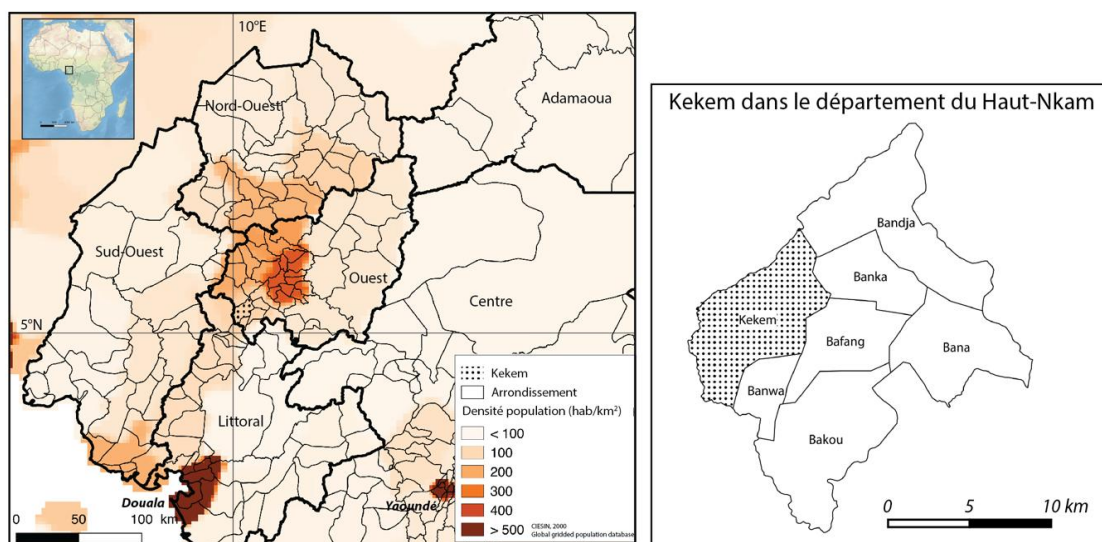 10°E
Nord-Ouest
Adamaoua
Sud-Ouest
Ouest
Centre
5°N
Littoral
Douala
Yaoundé
0 50 100 km
Kekem
Arrondissement
Densité population (hab/km²)
< 100
100
200
300
400
> 500
CIESIN, 2000
Global gridded population database
Kekem dans le département du Haut-Nkam
Bandja
Banka
Kekem
Bafang
Bana
Banwa
Bakou
0 5 10 km